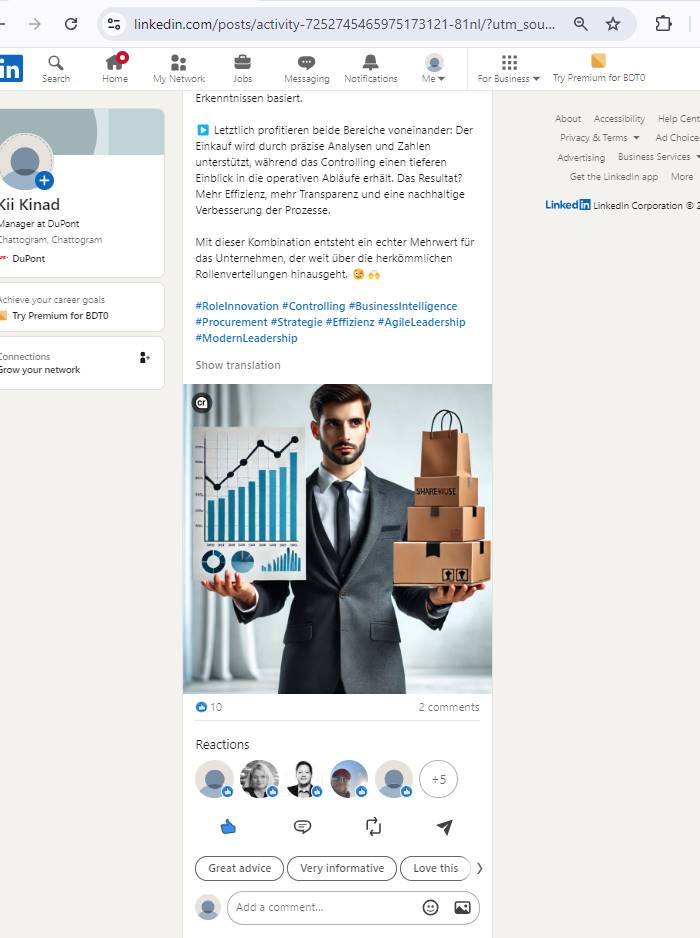 linkedin.com/posts/activity-7252745465975173121-81nl/?utm_sou...
in
Search
Home
My Network
Jobs
Messaging
Notifications
Me
For Business
Try Premium for BDT0
Erkenntnissen basiert.
Letztlich profitieren beide Bereiche voneinander: Der
Einkauf wird durch präzise Analysen und Zahlen
unterstützt, während das Controlling einen tieferen
Einblick in die operativen Abläufe erhält. Das Resultat?
Mehr Effizienz, mehr Transparenz und eine nachhaltige
Verbesserung der Prozesse.
Mit dieser Kombination entsteht ein echter Mehrwert für
das Unternehmen, der weit über die herkömmlichen
Rollenverteilungen hinausgeht. 😉 🙌
#RoleInnovation #Controlling #BusinessIntelligence
#Procurement #Strategie #Effizienz #AgileLeadership
#ModernLeadership
Show translation
cr
SHAREHOUSE
10
2 comments
Reactions
+5
Great advice
Very informative
Love this
Add a comment...
Kii Kinad
Manager at DuPont
Chattogram, Chattogram
DuPont
Achieve your career goals
Try Premium for BDT0
Connections
Grow your network
About Accessibility Help Cent
Privacy & Terms Ad Choice
Advertising Business Services
Get the LinkedIn app More
LinkedIn LinkedIn Corporation © 2